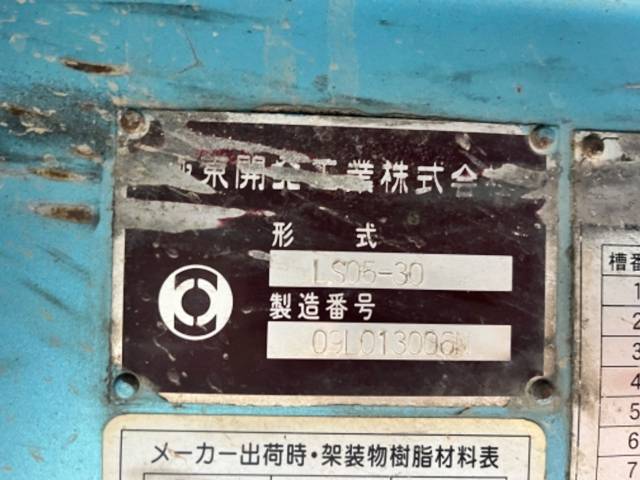 東開発工業株式会
形 式
LS05-30
製造番号
09L013006N
槽番
1
2
3
4
5
6
7
メーカー出荷時・架装物樹脂材料表